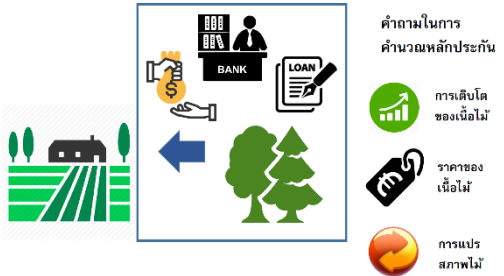 คำถามในการ
คำนวณหลักประกัน
BANK
LOAN
$
การเติบโต
ของเนื้อไม้
ราคาของ
เนื้อไม้
การแปร
สภาพไม้